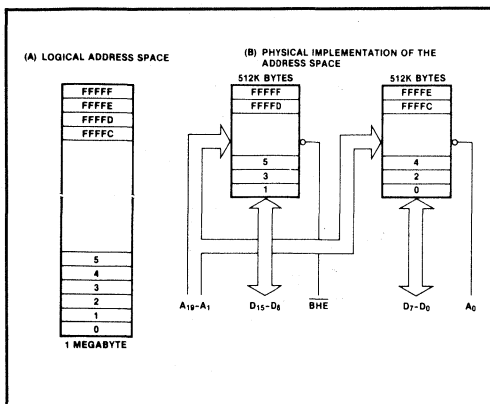 (A) LOGICAL ADDRESS SPACE
FFFFF
FFFFE
FFFFD
FFFFC
5
4
3
2
1
0
1 MEGABYTE
(B) PHYSICAL IMPLEMENTATION OF THE
ADDRESS SPACE
512K BYTES
FFFFF
FFFFD
5
3
1
512K BYTES
FFFFE
FFFFC
4
2
0
A19-A1
D15-D8
BHE
D7-D0
A0